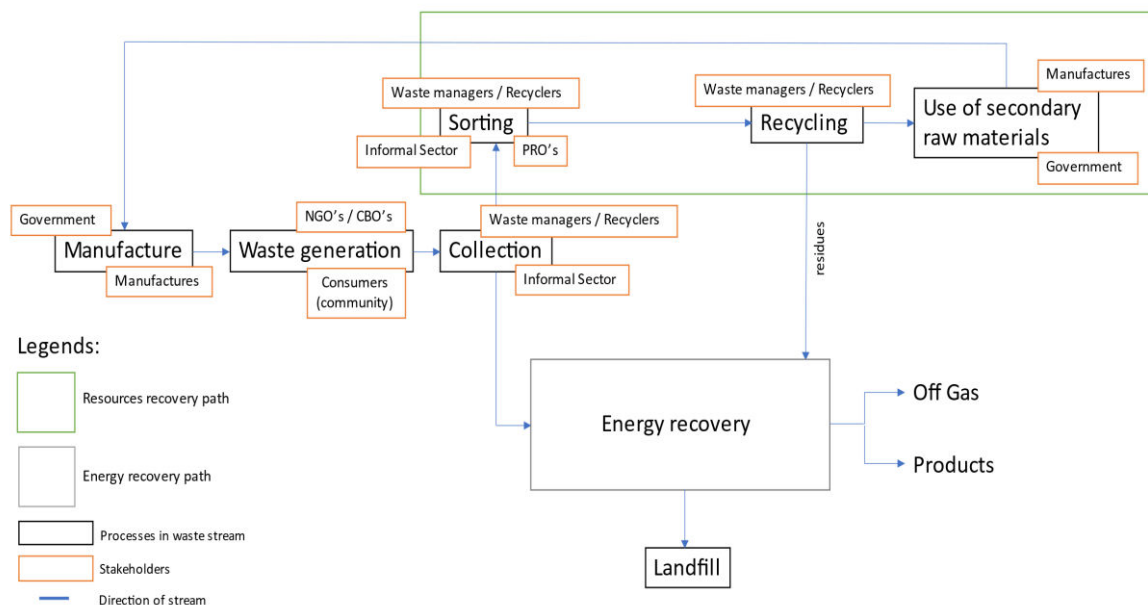 Manufactures
Waste managers / Recyclers
Waste managers / Recyclers
Use of secondary
raw materials
Sorting
Recycling
Informal Sector
PRO's
Government
NGO's / CBO's
Waste managers / Recyclers
Government
Manufacture
Waste generation
Collection
Manufactures
Consumers
(community)
Informal Sector
residues
Legends:
Resources recovery path
Energy recovery path
Processes in waste stream
Stakeholders
Direction of stream
Energy recovery
Off Gas
Products
Landfill